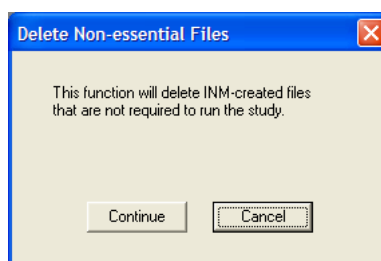 Delete Non-essential Files
This function will delete INM-created files
that are not required to run the study.
Continue
Cancel